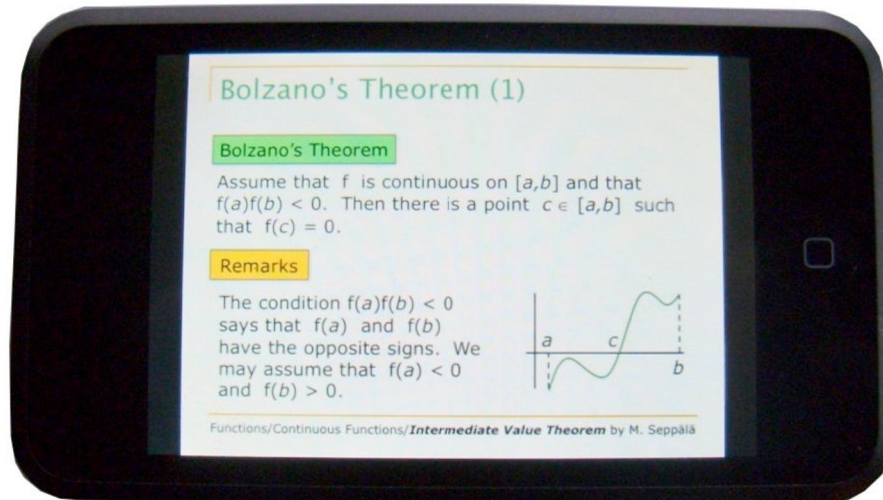 Bolzano's Theorem (1)
Bolzano's Theorem
Assume that f is continuous on [a,b] and that
f(a)f(b) < 0. Then there is a point c ∈ [a,b] such
that f(c) = 0.
Remarks
The condition f(a)f(b) < 0
says that f(a) and f(b)
have the opposite signs. We
may assume that f(a) < 0
and f(b) > 0.
a c
b
Functions/Continuous Functions/Intermediate Value Theorem by M. Seppälä